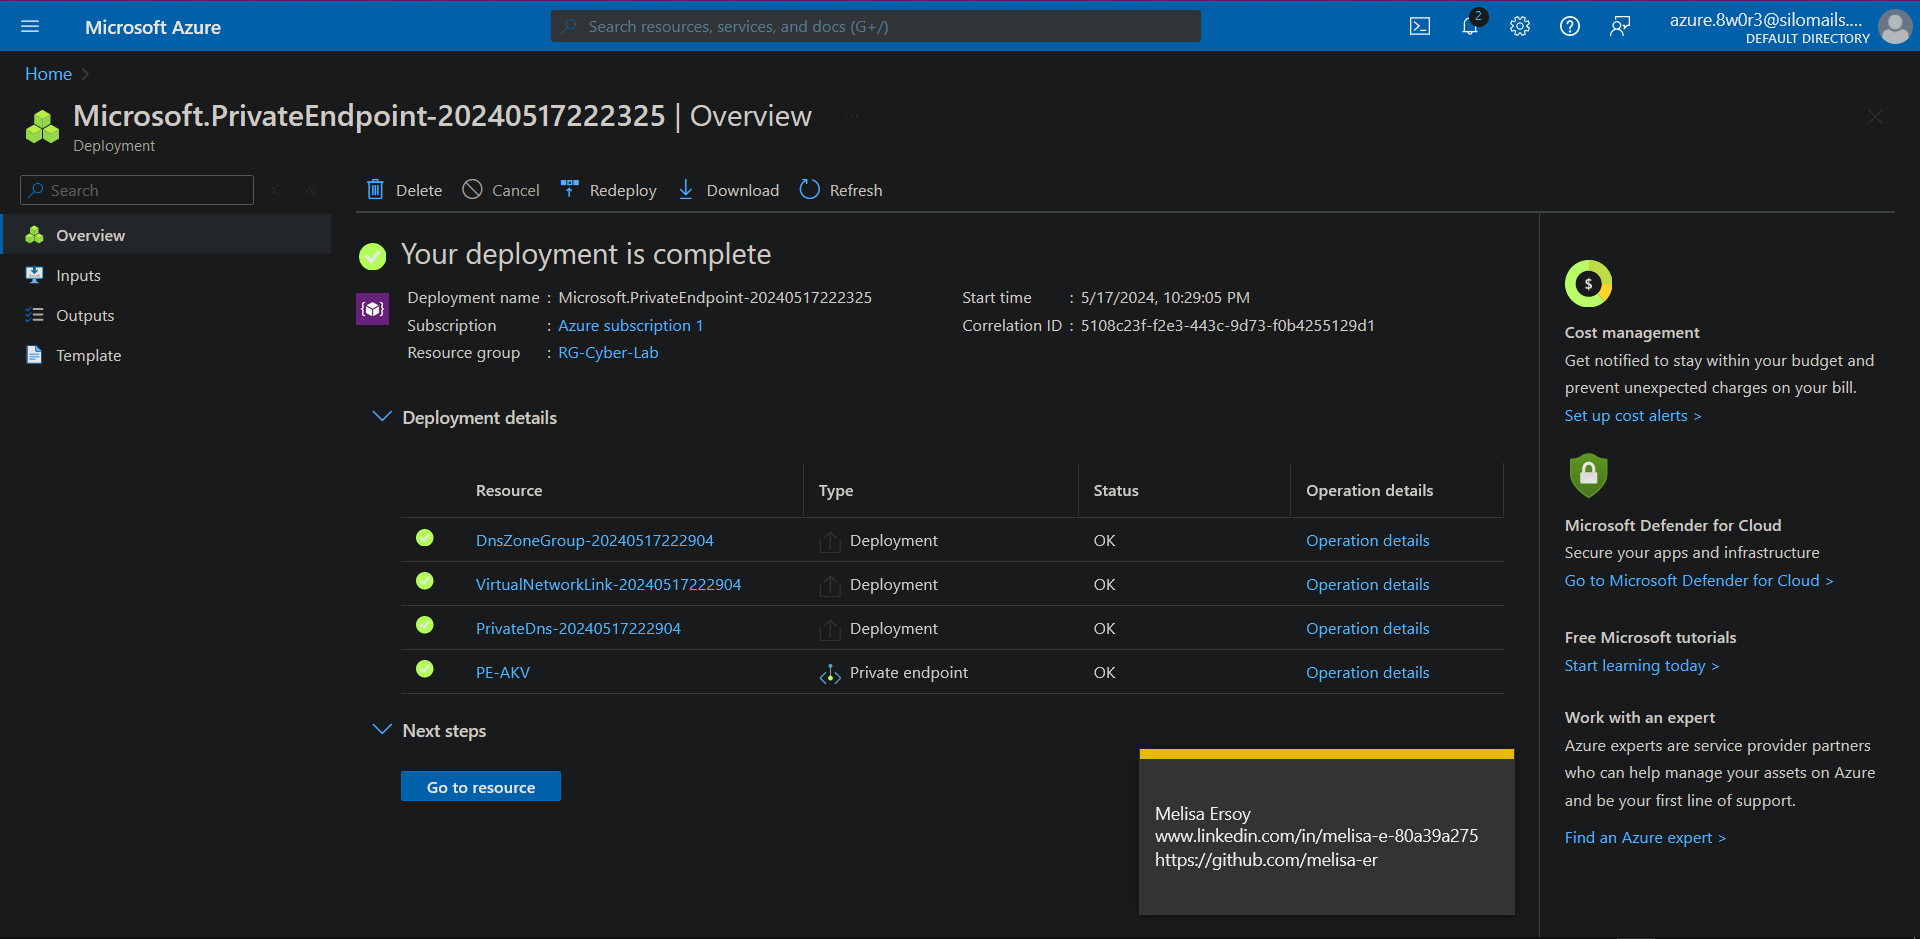 Microsoft Azure
Search resources, services, and docs (G+/)
2
azure.8w0r3@silomails....
DEFAULT DIRECTORY
Home
Microsoft.PrivateEndpoint-20240517222325 | Overview
Deployment
Search
Delete
Cancel
Redeploy
Download
Refresh
Overview
Inputs
Outputs
Template
Your deployment is complete
Deployment name : Microsoft.PrivateEndpoint-20240517222325
Subscription : Azure subscription 1
Resource group : RG-Cyber-Lab
Start time : 5/17/2024, 10:29:05 PM
Correlation ID : 5108c23f-f2e3-443c-9d73-f0b4255129d1
Deployment details
Resource Type Status Operation details
DnsZoneGroup-20240517222904 Deployment OK Operation details
VirtualNetworkLink-20240517222904 Deployment OK Operation details
PrivateDns-20240517222904 Deployment OK Operation details
PE-AKV Private endpoint OK Operation details
Next steps
Go to resource
Melisa Ersoy
www.linkedin.com/in/melisa-e-80a39a275
https://github.com/melisa-er
$
Cost management
Get notified to stay within your budget and
prevent unexpected charges on your bill.
Set up cost alerts >
Microsoft Defender for Cloud
Secure your apps and infrastructure
Go to Microsoft Defender for Cloud >
Free Microsoft tutorials
Start learning today >
Work with an expert
Azure experts are service provider partners
who can help manage your assets on Azure
and be your first line of support.
Find an Azure expert >